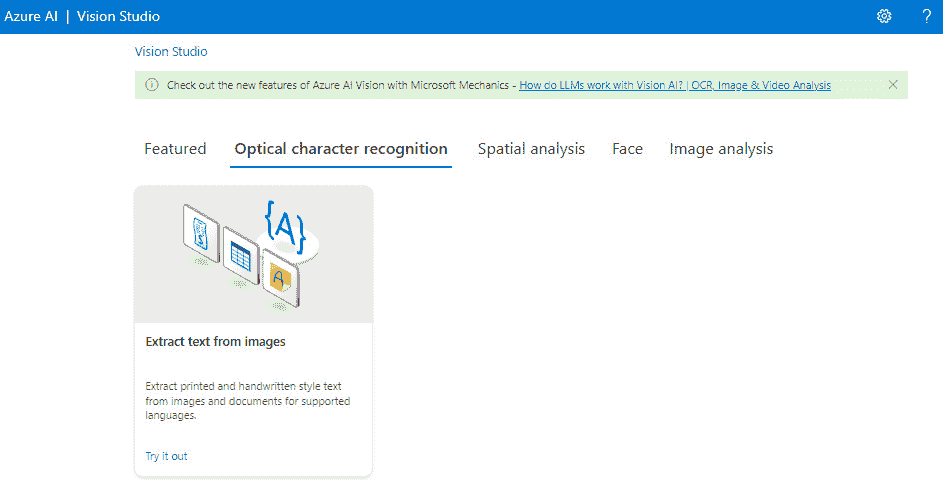 Azure AI | Vision Studio
Vision Studio
Check out the new features of Azure AI Vision with Microsoft Mechanics - How do LLMs work with Vision AI? | OCR, Image & Video Analysis
Featured Optical character recognition Spatial analysis Face Image analysis
{A}
A
Extract text from images
Extract printed and handwritten style text
from images and documents for supported
languages.
Try it out